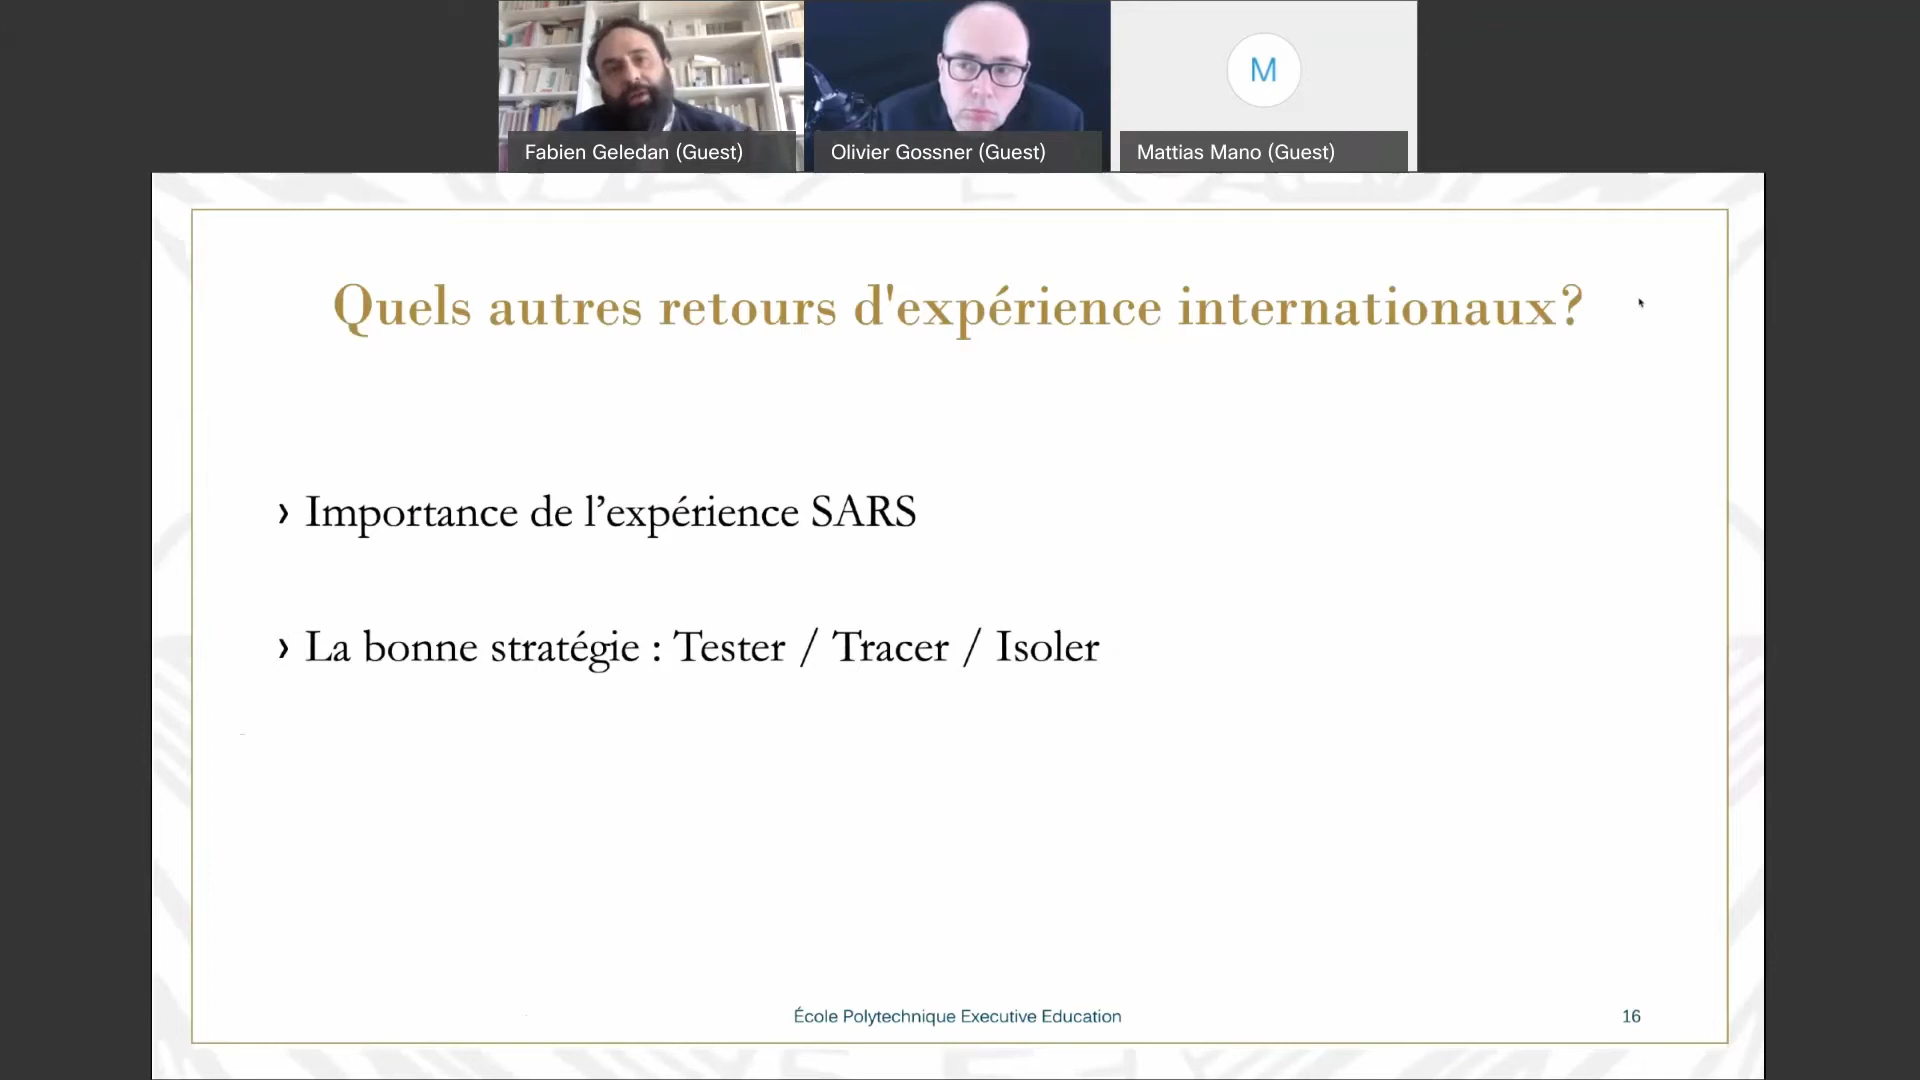 M
Fabien Geledan (Guest)
Olivier Gossner (Guest)
Mattias Mano (Guest)
Quels autres retours d'expérience internationaux?
› Importance de l’expérience SARS
› La bonne stratégie : Tester / Tracer / Isoler
École Polytechnique Executive Education
16